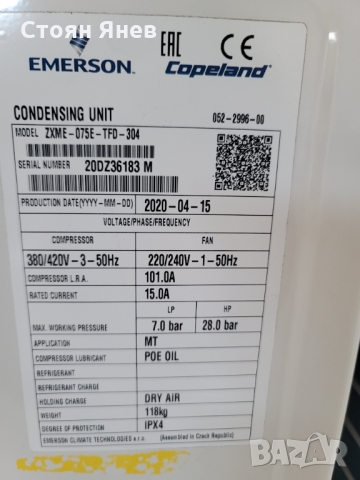 Стоян Янев
EMERSON
EAC CE
Copeland
CONDENSING UNIT
052-2996-00
MODEL ZXME-075E-TFD-304
SERIAL NUMBER 20DZ36183 M
PRODUCTION DATE(YYYY-MM-DD) 2020-04-15
VOLTAGE/PHASE/FREQUENCY
COMPRESSOR FAN
380/420V-3-50Hz 220/240V-1-50Hz
COMPRESSOR L.R.A. 101.0A
RATED CURRENT 15.0A
LP HP
MAX. WORKING PRESSURE 7.0 bar 28.0 bar
APPLICATION MT
COMPRESSOR LUBRICANT POE OIL
REFRIGERANT
REFRIGERANT CHARGE
HOLDING CHARGE DRY AIR
WEIGHT 118kg
DEGREE OF PROTECTION IPX4
EMERSON CLIMATE TECHNOLOGIES s.r.o. (Assembled in Czech Republic)
BAZAR